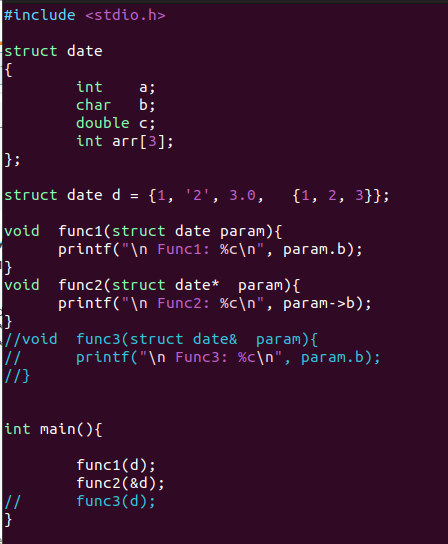 #include <stdio.h>
struct date
{
        int    a;
        char   b;
        double c;
        int arr[3];
};
struct date d = {1, '2', 3.0,   {1, 2, 3}};
void  func1(struct date param){
      printf("\n Func1: %c\n", param.b);
}
void  func2(struct date*  param){
      printf("\n Func2: %c\n", param->b);
}
//void  func3(struct date&  param){
//      printf("\n Func3: %c\n", param.b);
//}
int main(){
        func1(d);
        func2(&d);
//      func3(d);
}